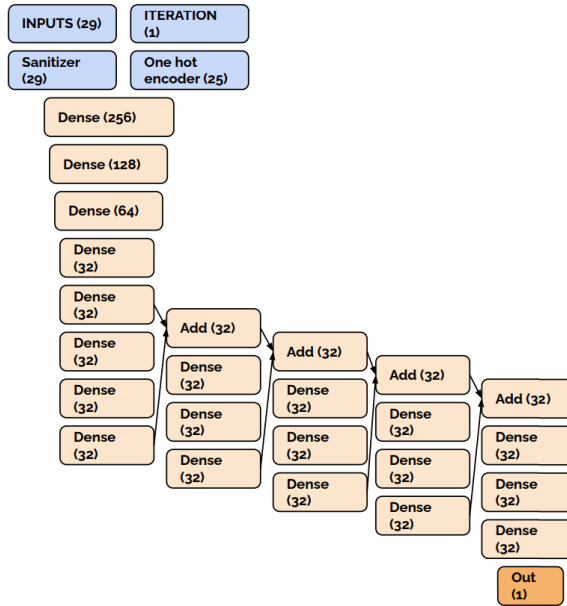 INPUTS (29)
ITERATION
(1)
Sanitizer
(29)
One hot
encoder (25)
Dense (256)
Dense (128)
Dense (64)
Dense
(32)
Dense
(32)
Dense
(32)
Dense
(32)
Dense
(32)
Add (32)
Dense
(32)
Dense
(32)
Dense
(32)
Add (32)
Dense
(32)
Dense
(32)
Dense
(32)
Add (32)
Dense
(32)
Dense
(32)
Dense
(32)
Add (32)
Dense
(32)
Dense
(32)
Dense
(32)
Out
(1)